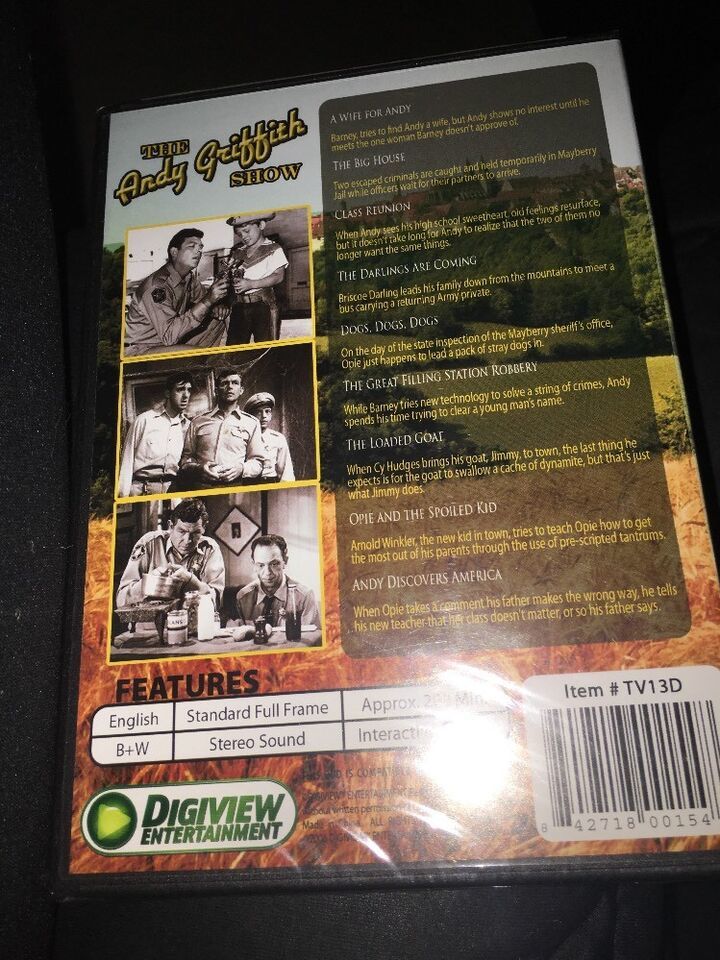 THE
Andy Griffith
SHOW
A WIFE FOR ANDY
Barney, tries to find Andy a wife, but Andy shows no interest until he
meets the one woman Barney doesn't approve of.
THE BIG HOUSE
Two escaped criminals are caught and held temporarily in Mayberry
Jail while officers wait for their partners to arrive.
CLASS REUNION
When Andy sees his high school sweetheart, old feelings resurface,
but it doesn't take long for Andy to realize that the two of them no
longer want the same things.
THE DARLINGS ARE COMING
Briscoe Darling leads his family down from the mountains to meet a
bus carrying a returning Army private.
DOGS, DOGS, DOGS
On the day of the state inspection of the Mayberry sheriff's office,
Opie just happens to lead a pack of stray dogs in.
THE GREAT FILLING STATION ROBBERY
While Barney tries new technology to solve a string of crimes, Andy
spends his time trying to clear a young man's name.
THE LOADED GOAT
When Cy Hudges brings his goat, Jimmy, to town, the last thing he
expects is for the goat to swallow a cache of dynamite, but that's just
what Jimmy does.
OPIE AND THE SPOILED KID
Arnold Winkler, the new kid in town, tries to teach Opie how to get
the most out of his parents through the use of pre-scripted tantrums.
ANDY DISCOVERS AMERICA
When Opie takes a comment his father makes the wrong way, he tells
his new teacher that her class doesn't matter, or so his father says.
FEATURES
English Standard Full Frame Approx. Min.
B+W Stereo Sound
Item # TV13D
8 42718 00154
DIGIVIEW
ENTERTAINMENT
IS COMPATIBLE
ENTERTAINMENT
without written
Made in ALL